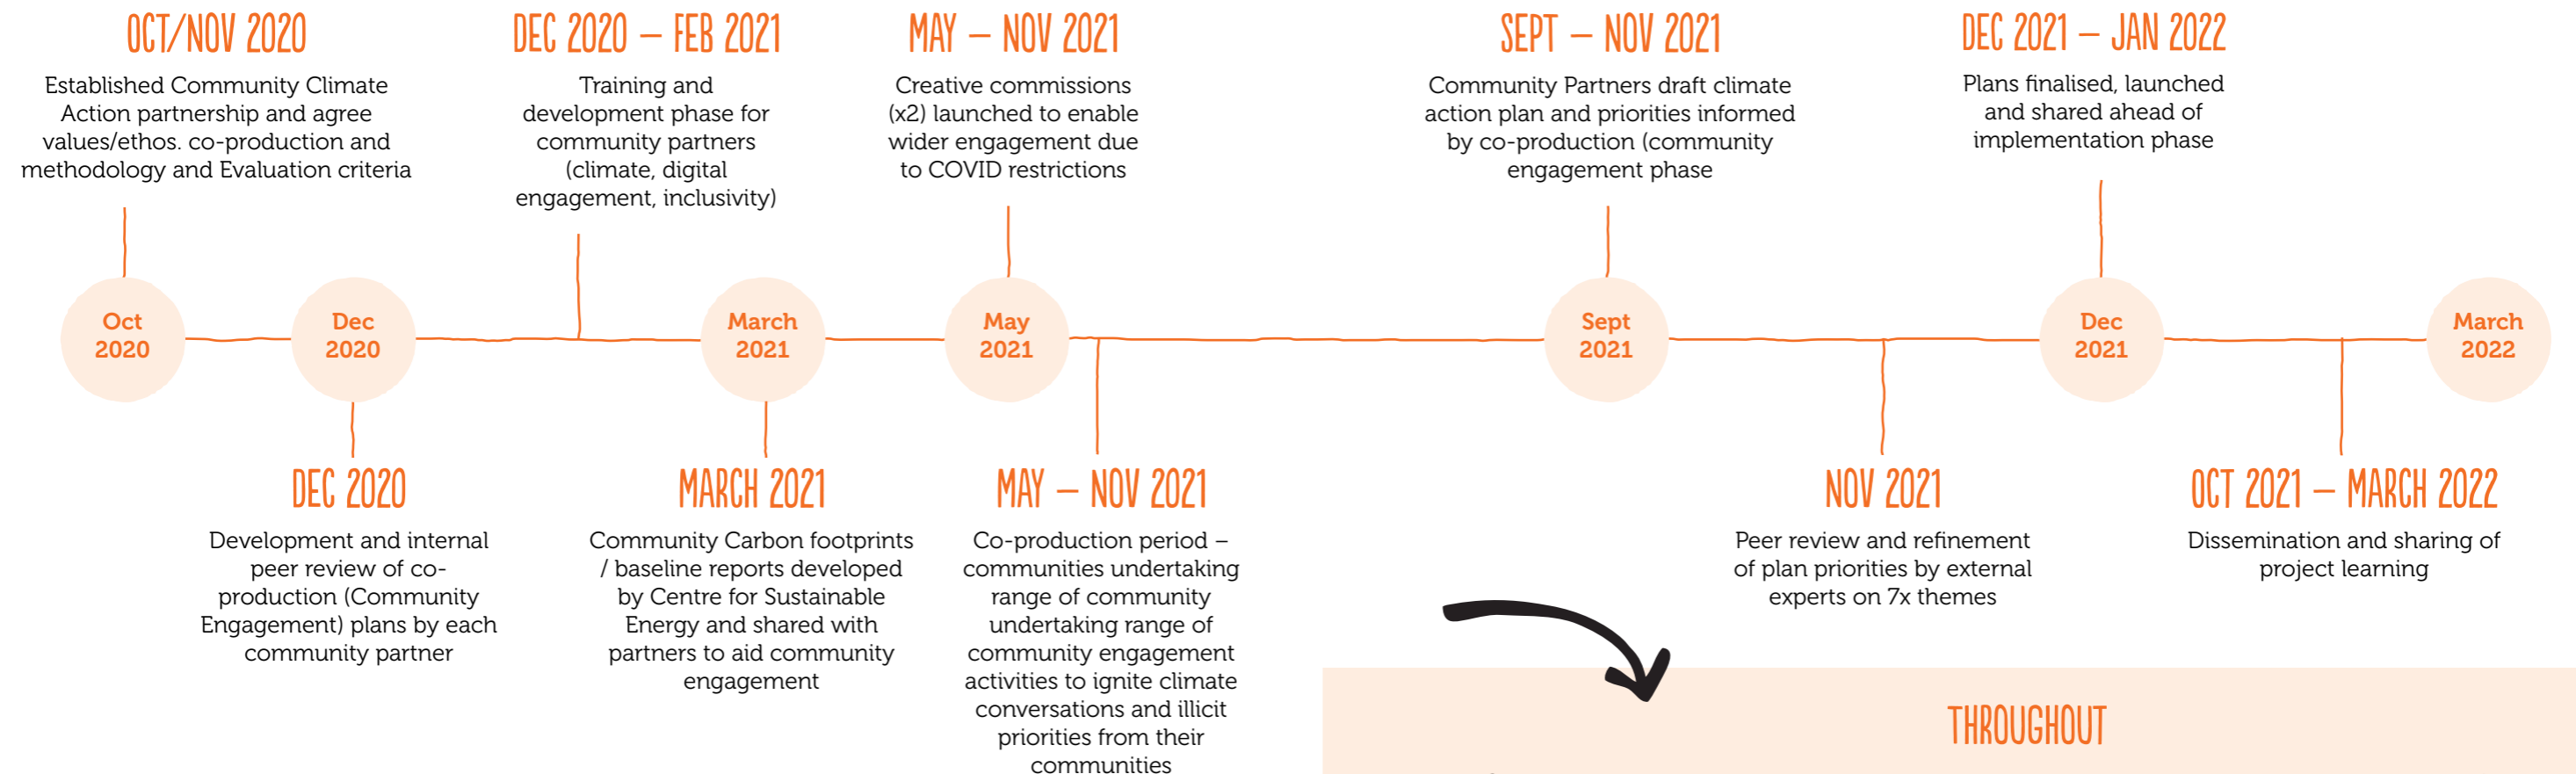 OCT/NOV 2020
Established Community Climate
Action partnership and agree
values/ethos. co-production and
methodology and Evaluation criteria
DEC 2020 – FEB 2021
Training and
development phase for
community partners
(climate, digital
engagement, inclusivity)
MAY – NOV 2021
Creative commissions
(x2) launched to enable
wider engagement due
to COVID restrictions
SEPT – NOV 2021
Community Partners draft climate
action plan and priorities informed
by co-production (community
engagement phase
DEC 2021 – JAN 2022
Plans finalised, launched
and shared ahead of
implementation phase
Oct
2020
Dec
2020
March
2021
May
2021
Sept
2021
Dec
2021
March
2022
DEC 2020
Development and internal
peer review of co-
production (Community
Engagement) plans by each
community partner
MARCH 2021
Community Carbon footprints
/ baseline reports developed
by Centre for Sustainable
Energy and shared with
partners to aid community
engagement
MAY – NOV 2021
Co-production period –
communities undertaking
range of community
undertaking range of
community engagement
activities to ignite climate
conversations and illicit
priorities from their
communities
NOV 2021
Peer review and refinement
of plan priorities by external
experts on 7x themes
OCT 2021 – MARCH 2022
Dissemination and sharing of
project learning
THROUGHOUT